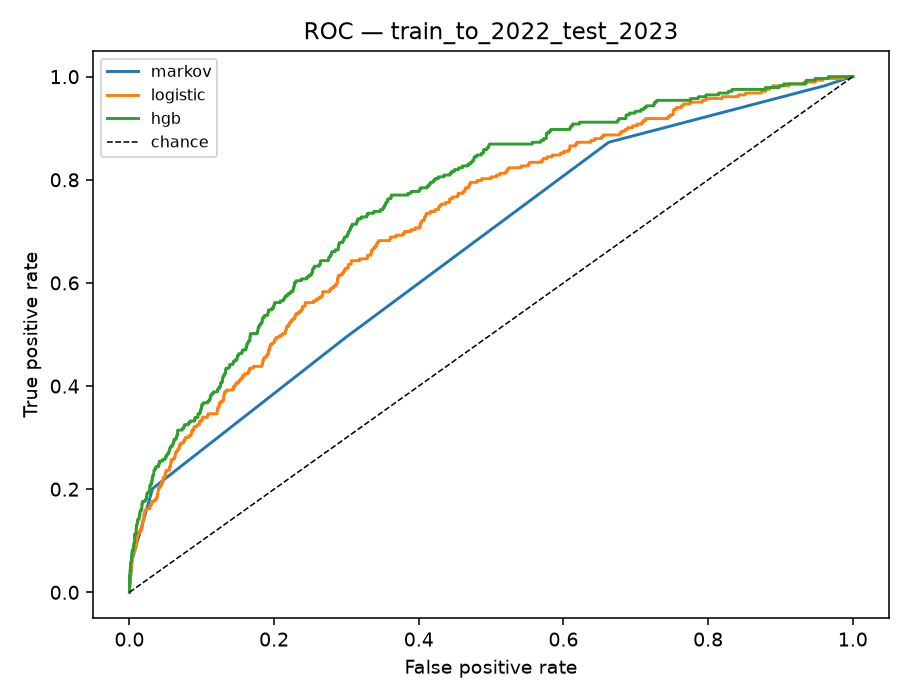 ROC — train_to_2022_test_2023
markov
logistic
hgb
chance
1.0
0.8
0.6
0.4
0.2
0.0
True positive rate
0.0 0.2 0.4 0.6 0.8 1.0
False positive rate